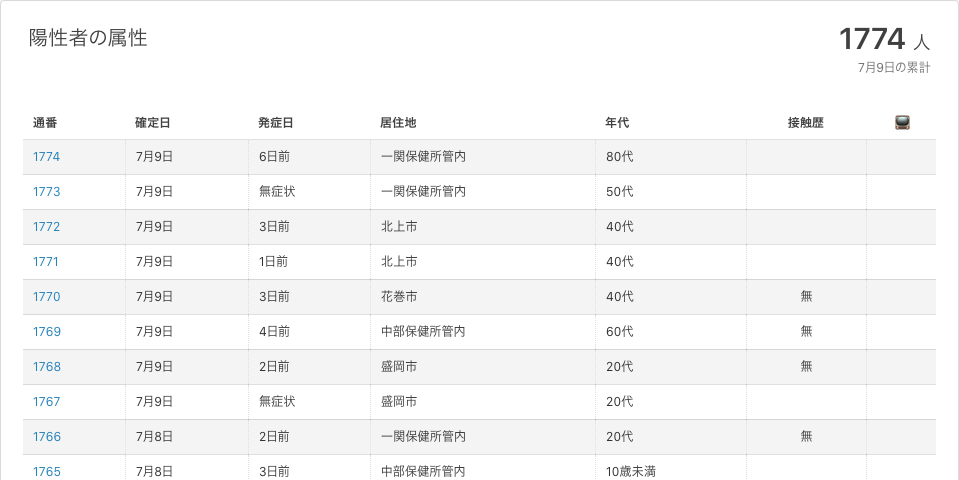 陽性者の属性
1774 人
7月9日の累計
通番 確定日 発症日 居住地 年代 接触歴
1774 7月9日 6日前 一関保健所管内 80代
1773 7月9日 無症状 一関保健所管内 50代
1772 7月9日 3日前 北上市 40代
1771 7月9日 1日前 北上市 40代
1770 7月9日 3日前 花巻市 40代 無
1769 7月9日 4日前 中部保健所管内 60代 無
1768 7月9日 2日前 盛岡市 20代 無
1767 7月9日 無症状 盛岡市 20代
1766 7月8日 2日前 一関保健所管内 20代 無
1765 7月8日 3日前 中部保健所管内 10歳未満